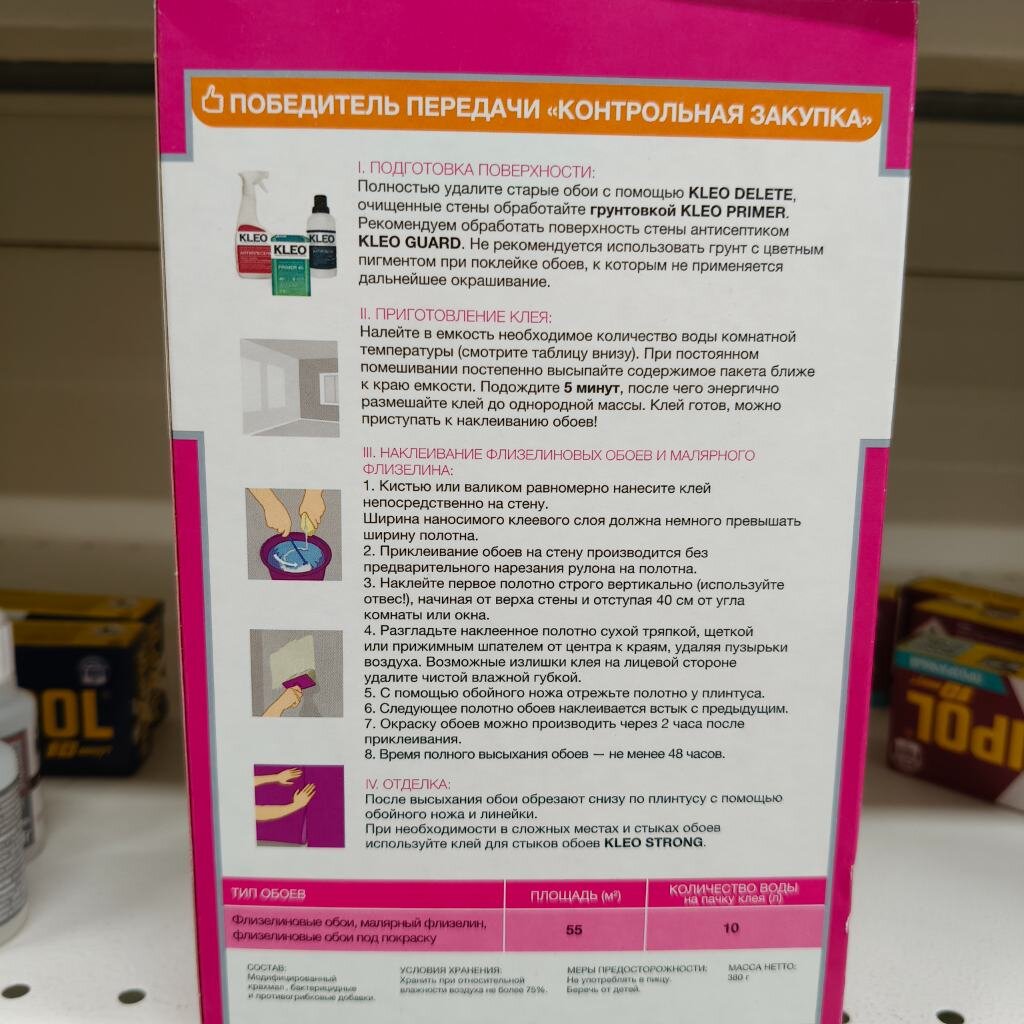 ПОБЕДИТЕЛЬ ПЕРЕДАЧИ «КОНТРОЛЬНАЯ ЗАКУПКА»
I. ПОДГОТОВКА ПОВЕРХНОСТИ:
Полностью удалите старые обои с помощью KLEO DELETE,
очищенные стены обработайте грунтовкой KLEO PRIMER.
Рекомендуем обработать поверхность стены антисептиком
KLEO GUARD. Не рекомендуется использовать грунт с цветным
пигментом при поклейке обоев, к которым не применяется
дальнейшее окрашивание.
KLEO
KLEO
KLEO
II. ПРИГОТОВЛЕНИЕ КЛЕЯ:
Налейте в емкость необходимое количество воды комнатной
температуры (смотрите таблицу внизу). При постоянном
помешивании постепенно высыпайте содержимое пакета ближе
к краю емкости. Подождите 5 минут, после чего энергично
размешайте клей до однородной массы. Клей готов, можно
приступать к наклеиванию обоев!
III. НАКЛЕИВАНИЕ ФЛИЗЕЛИНОВЫХ ОБОЕВ И МАЛЯРНОГО
ФЛИЗЕЛИНА:
1. Кистью или валиком равномерно нанесите клей
непосредственно на стену.
Ширина наносимого клеевого слоя должна немного превышать
ширину полотна.
2. Приклеивание обоев на стену производится без
предварительного нарезания рулона на полотна.
3. Наклейте первое полотно строго вертикально (используйте
отвес!), начиная от верха стены и отступая 40 см от угла
комнаты или окна.
4. Разгладьте наклеенное полотно сухой тряпкой, щеткой
или прижимным шпателем от центра к краям, удаляя пузырьки
воздуха. Возможные излишки клея на лицевой стороне
удалите чистой влажной губкой.
5. С помощью обойного ножа отрежьте полотно у плинтуса.
6. Следующее полотно обоев наклеивается встык с предыдущим.
7. Окраску обоев можно производить через 2 часа после
приклеивания.
8. Время полного высыхания обоев — не менее 48 часов.
IV. ОТДЕЛКА:
После высыхания обои обрезают снизу по плинтусу с помощью
обойного ножа и линейки.
При необходимости в сложных местах и стыках обоев
используйте клей для стыков обоев KLEO STRONG.
ТИП ОБОЕВ ПЛОЩАДЬ (м²) КОЛИЧЕСТВО ВОДЫ
на пачку клея (л)
Флизелиновые обои, малярный флизелин,
флизелиновые обои под покраску 55 10
СОСТАВ:
Модифицированный
крахмал, бактерицидные
и противогрибковые добавки.
УСЛОВИЯ ХРАНЕНИЯ:
Хранить при относительной
влажности воздуха не более 75%.
МЕРЫ ПРЕДОСТОРОЖНОСТИ:
Не употреблять в пищу.
Беречь от детей.
МАССА НЕТТО:
380 г
POL
10 минут
UPOL
10